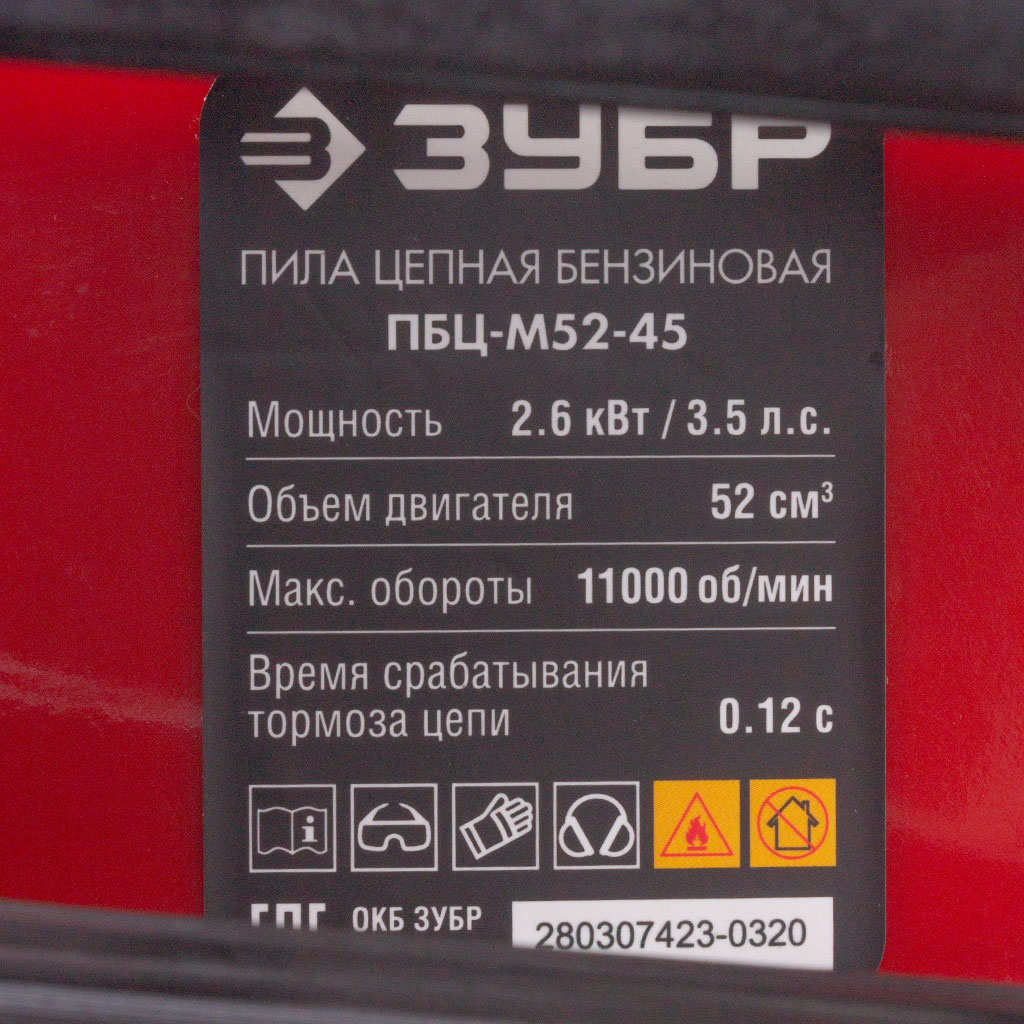 ЗУБР
ПИЛА ЦЕПНАЯ БЕНЗИНОВАЯ
ПБЦ-М52-45
Мощность 2.6 кВт / 3.5 л.с.
Объем двигателя 52 см³
Макс. обороты 11000 об/мин
Время срабатывания
тормоза цепи 0.12 с
ОКБ ЗУБР
280307423-0320